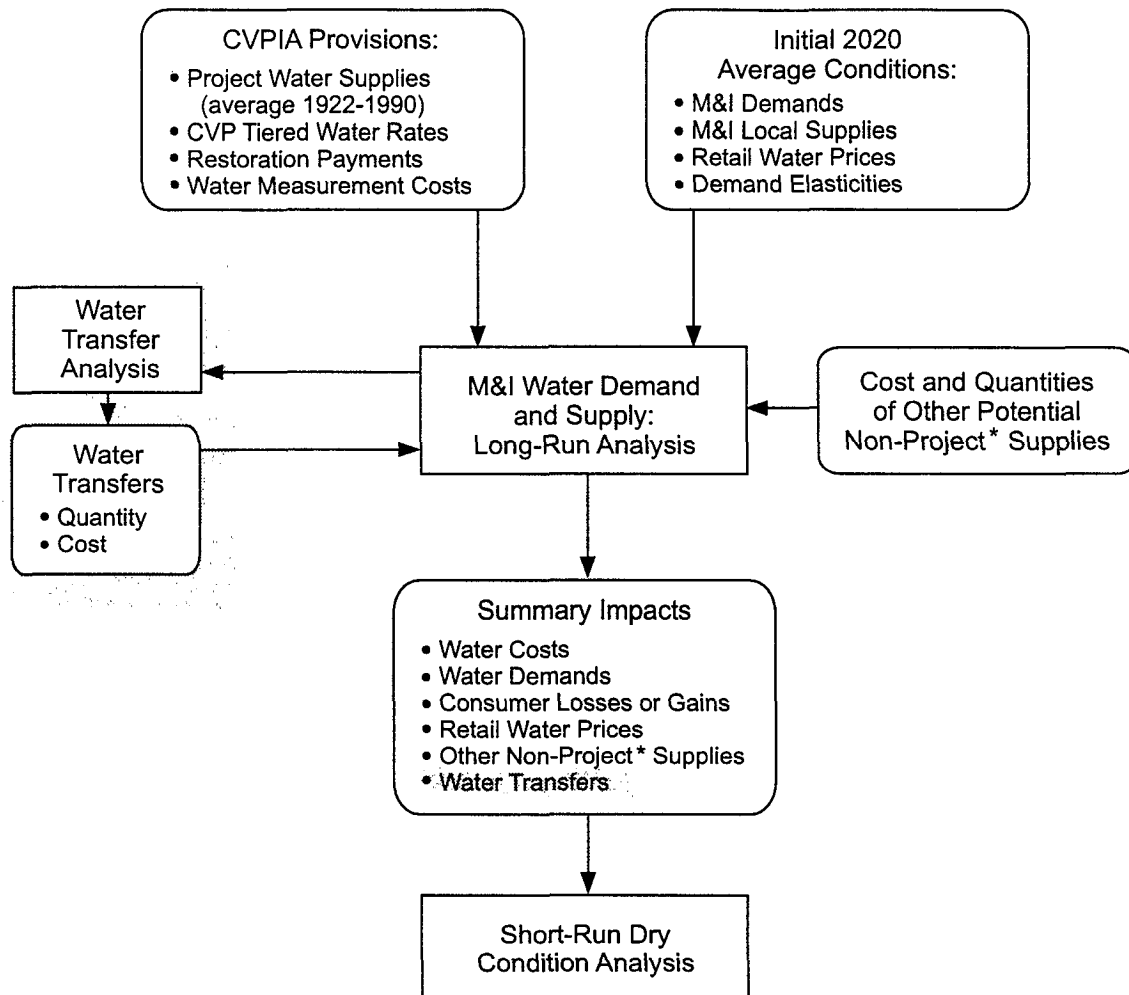 CVPIA Provisions:
• Project Water Supplies
(average 1922-1990)
• CVP Tiered Water Rates
• Restoration Payments
• Water Measurement Costs
Initial 2020
Average Conditions:
• M&I Demands
• M&I Local Supplies
• Retail Water Prices
• Demand Elasticities
Water
Transfer
Analysis
M&I Water Demand
and Supply:
Long-Run Analysis
Cost and Quantities
of Other Potential
Non-Project* Supplies
Water
Transfers
• Quantity
• Cost
Summary Impacts
• Water Costs
• Water Demands
• Consumer Losses or Gains
• Retail Water Prices
• Other Non-Project* Supplies
• Water Transfers
Short-Run Dry
Condition Analysis